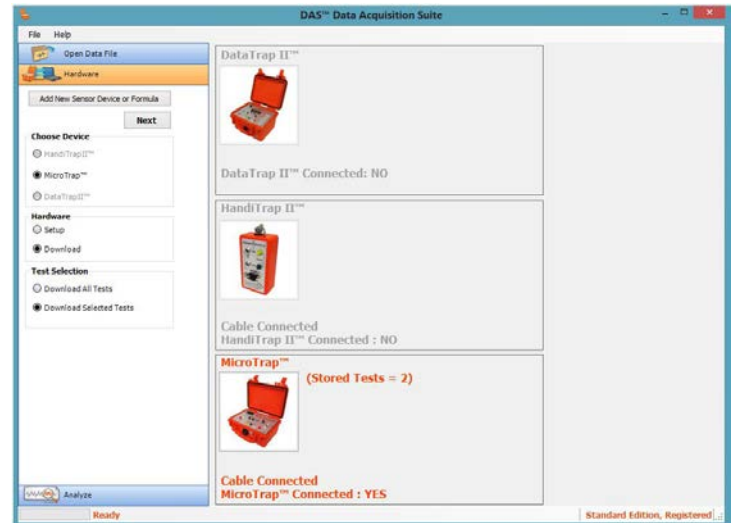 DAS™ Data Acquisition Suite
File Help
Open Data File
Hardware
Add New Sensor Device or Formula
Next
Choose Device
HandiTrapII™
MicroTrap™
DataTrapII™
Hardware
Setup
Download
Test Selection
Download All Tests
Download Selected Tests
Analyze
DataTrap II™
DataTrap II™ Connected: NO
HandiTrap II™
Cable Connected
HandiTrap II™ Connected : NO
MicroTrap™
(Stored Tests = 2)
Cable Connected
MicroTrap™ Connected : YES
Ready
Standard Edition, Registered